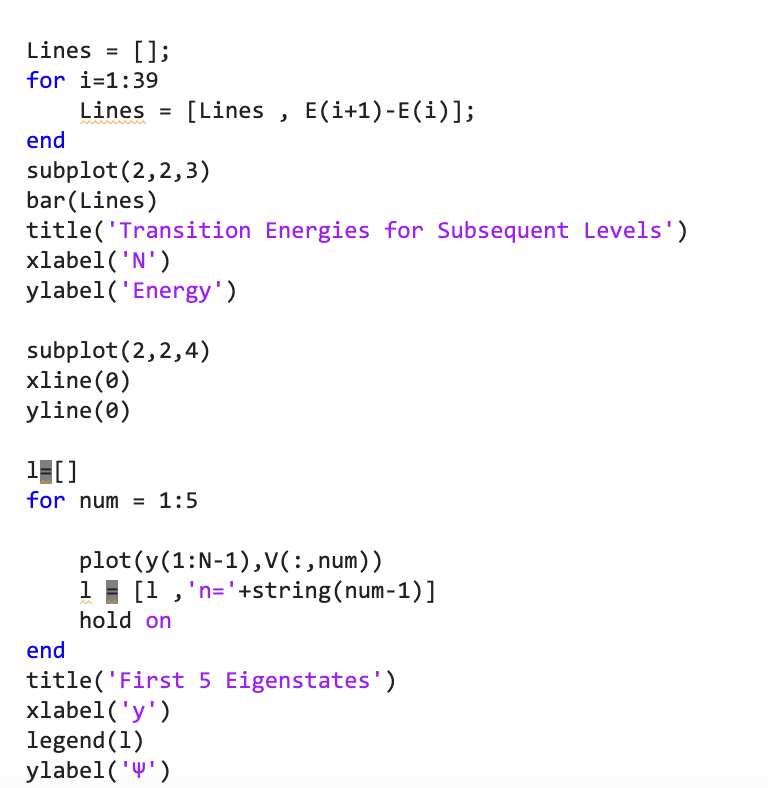 Lines = [];
for i=1:39
    Lines = [Lines , E(i+1)-E(i)];
end
subplot(2,2,3)
bar(Lines)
title('Transition Energies for Subsequent Levels')
xlabel('N')
ylabel('Energy')
subplot(2,2,4)
xline(0)
yline(0)
l=[]
for num = 1:5
    plot(y(1:N-1),V(:,num))
    l = [l ,'n='+string(num-1)]
    hold on
end
title('First 5 Eigenstates')
xlabel('y')
legend(l)
ylabel('Ψ')